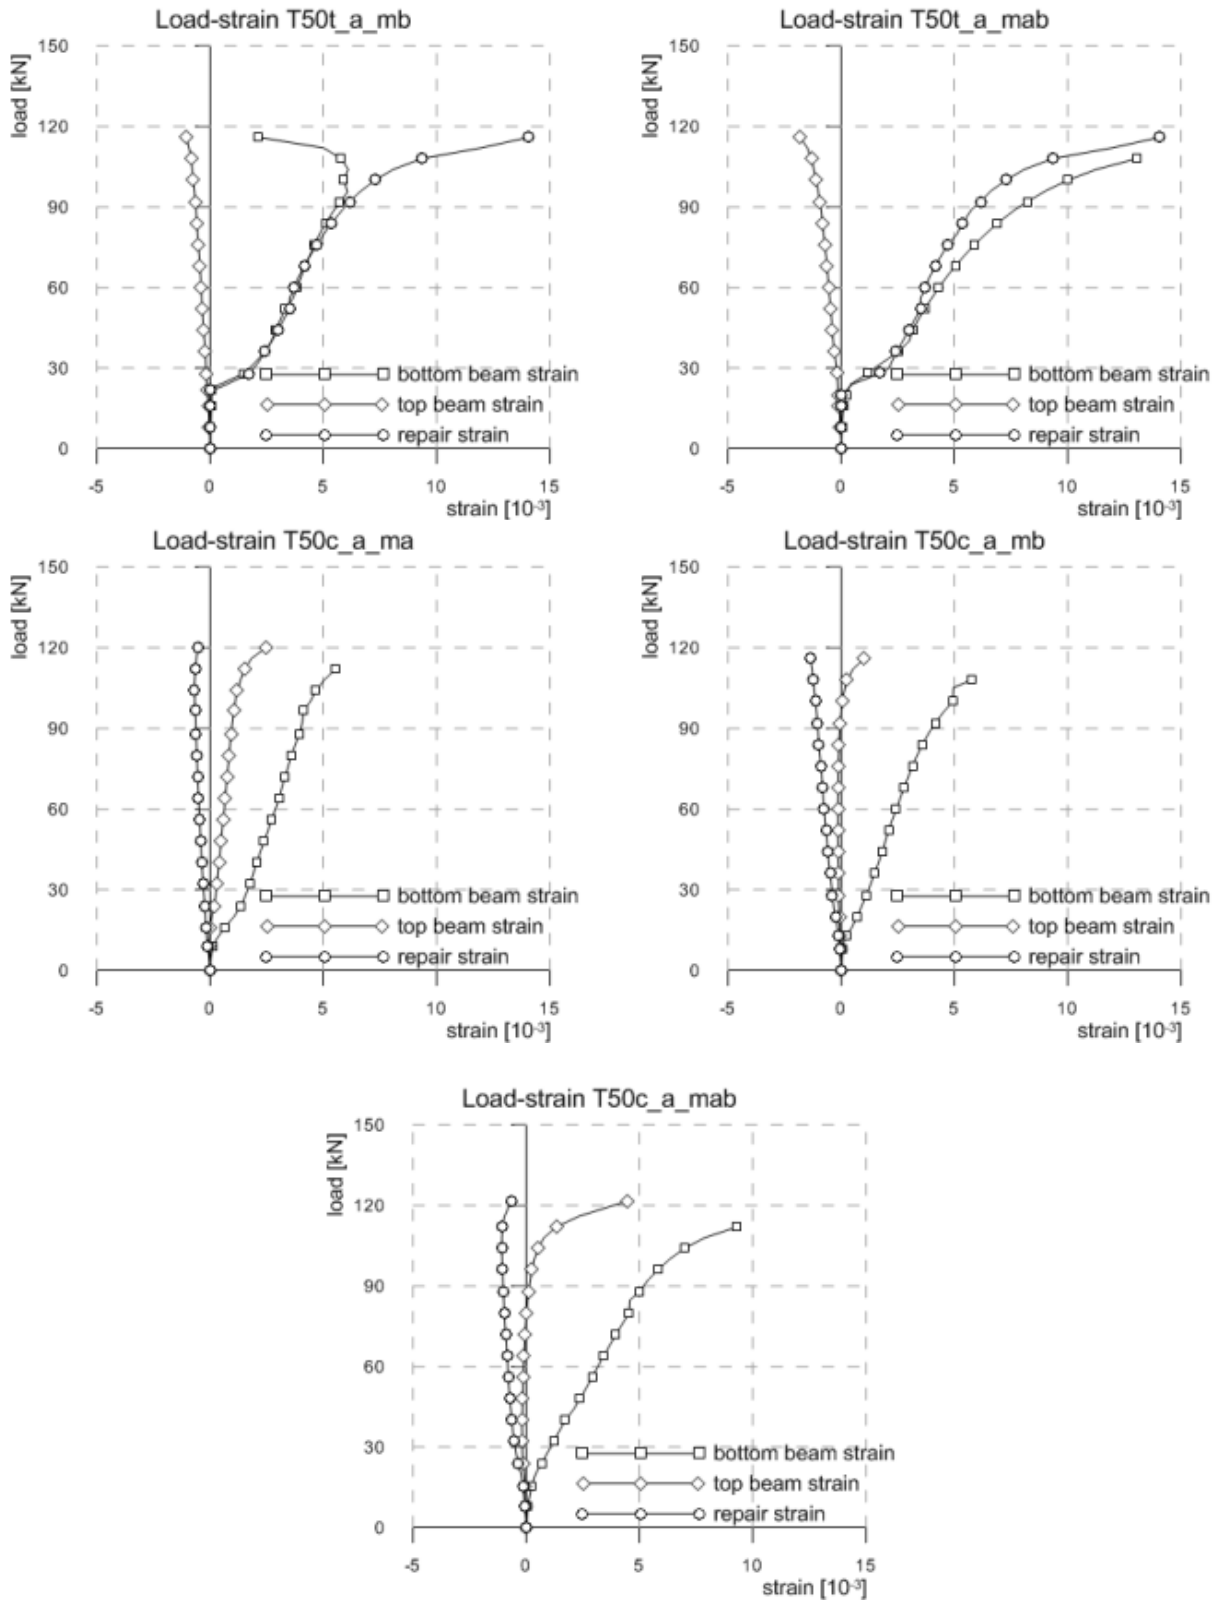 Load-strain T50t_a_mb
load [kN]
150
120
90
60
30
0
bottom beam strain
top beam strain
repair strain
-5 0 5 10 15
strain [10-3]
Load-strain T50t_a_mab
load [kN]
150
120
90
60
30
0
bottom beam strain
top beam strain
repair strain
-5 0 5 10 15
strain [10-3]
Load-strain T50c_a_ma
load [kN]
150
120
90
60
30
0
bottom beam strain
top beam strain
repair strain
-5 0 5 10 15
strain [10-3]
Load-strain T50c_a_mb
load [kN]
150
120
90
60
30
0
bottom beam strain
top beam strain
repair strain
-5 0 5 10 15
strain [10-3]
Load-strain T50c_a_mab
load [kN]
150
120
90
60
30
0
bottom beam strain
top beam strain
repair strain
-5 0 5 10 15
strain [10-3]